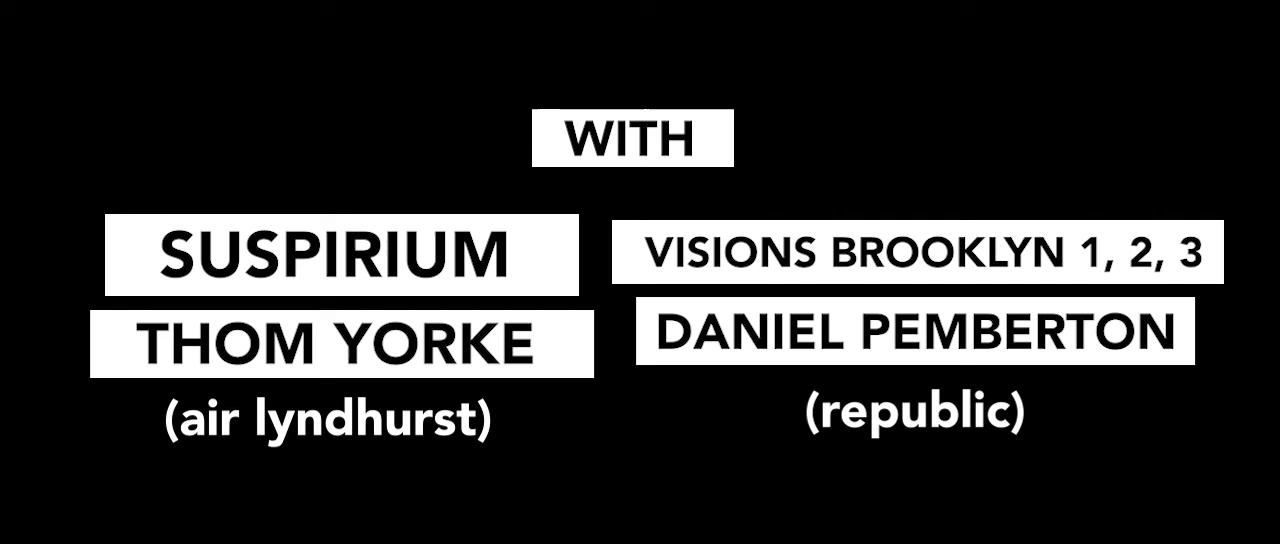 WITH
SUSPIRIUM
THOM YORKE
(air lyndhurst)
VISIONS BROOKLYN 1, 2, 3
DANIEL PEMBERTON
(republic)